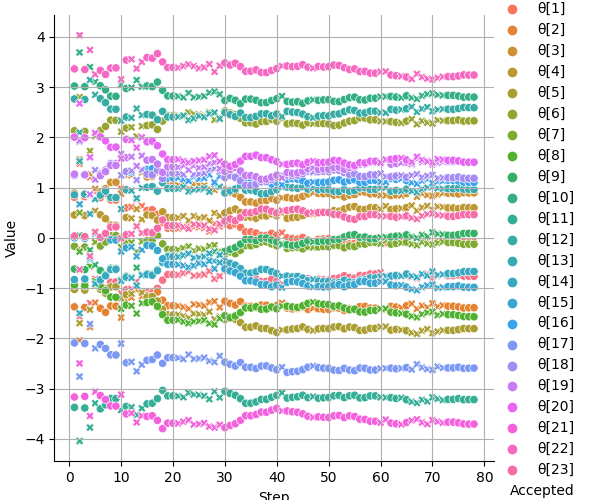 Value
4
3
2
1
0
−1
−2
−3
−4
0
10
20
30
40
50
60
70
80
Step
θ[1]
θ[2]
θ[3]
θ[4]
θ[5]
θ[6]
θ[7]
θ[8]
θ[9]
θ[10]
θ[11]
θ[12]
θ[13]
θ[14]
θ[15]
θ[16]
θ[17]
θ[18]
θ[19]
θ[20]
θ[21]
θ[22]
θ[23]
Accepted